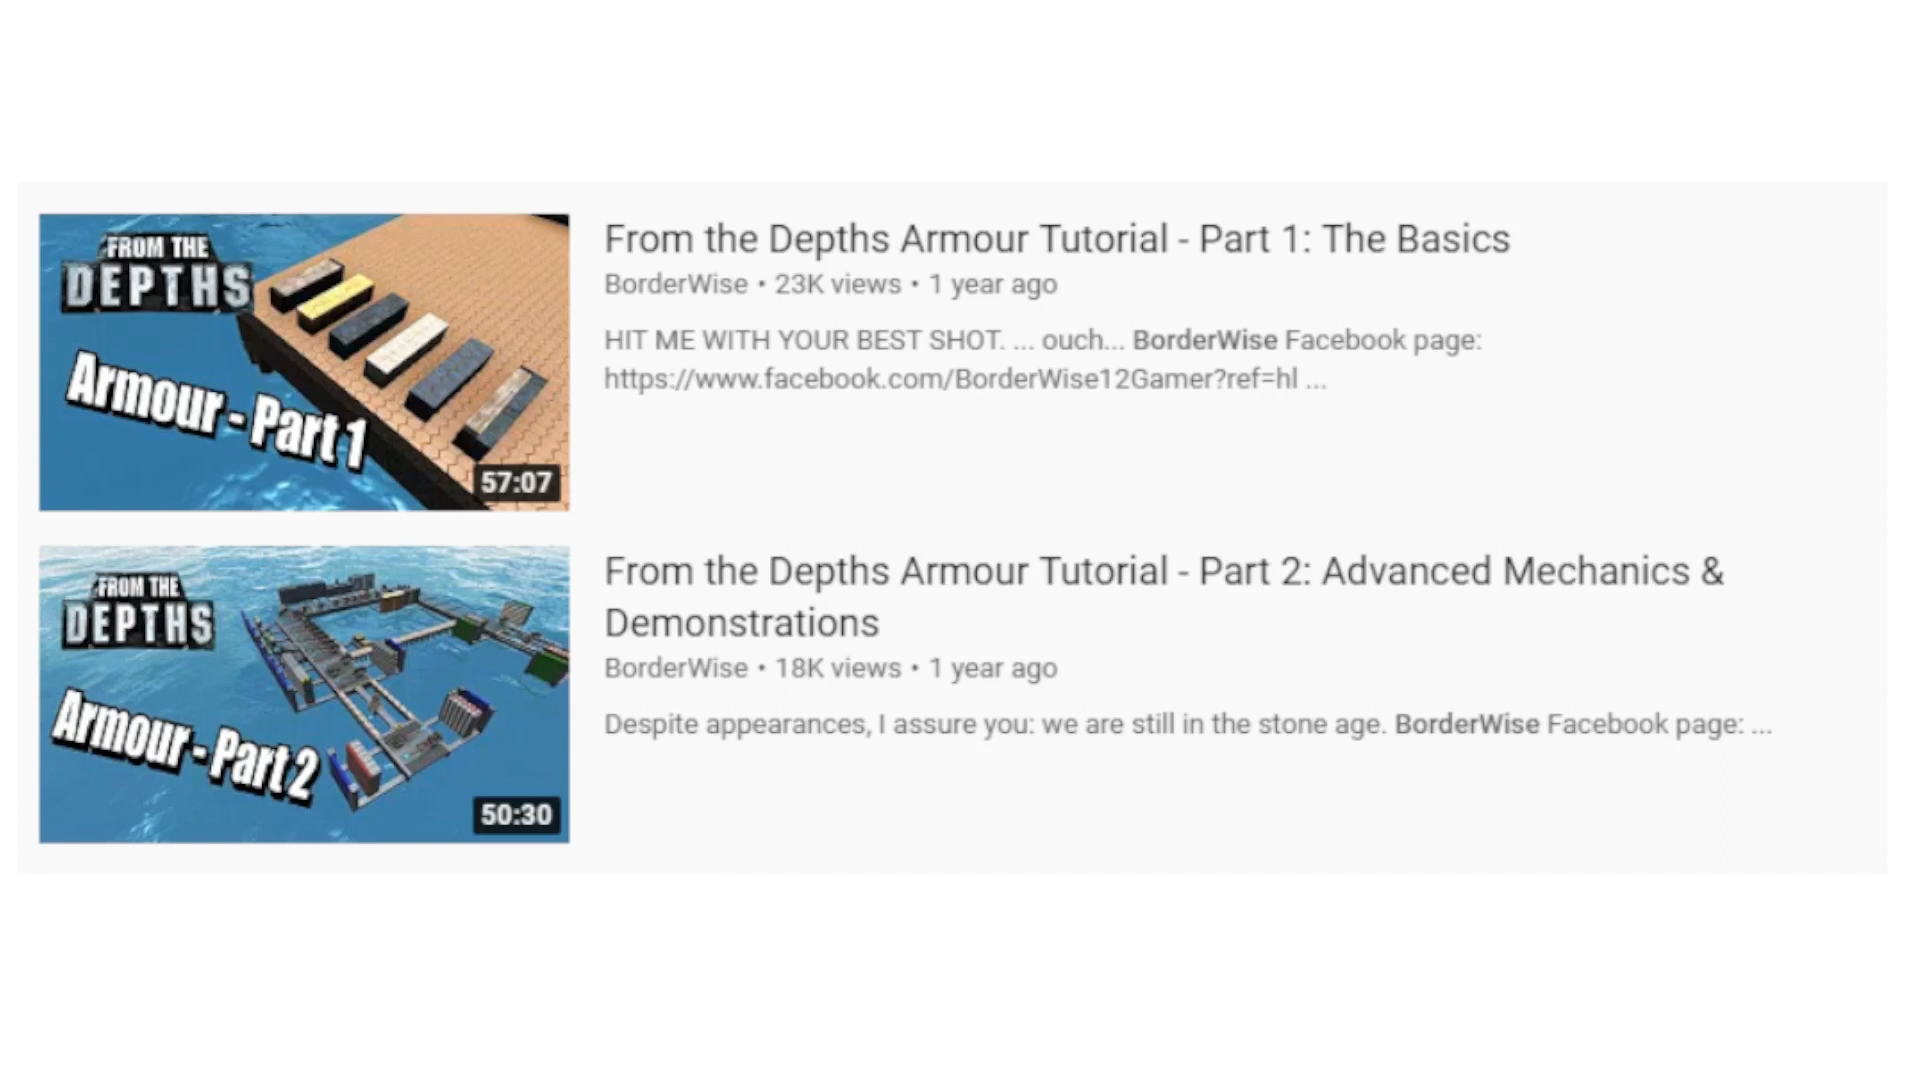 FROM THE
DEPTHS
Armour - Part 1
57:07
From the Depths Armour Tutorial - Part 1: The Basics
BorderWise • 23K views • 1 year ago
HIT ME WITH YOUR BEST SHOT. ... ouch... BorderWise Facebook page:
https://www.facebook.com/BorderWise12Gamer?ref=hl ...
FROM THE
DEPTHS
Armour - Part 2
50:30
From the Depths Armour Tutorial - Part 2: Advanced Mechanics &
Demonstrations
BorderWise • 18K views • 1 year ago
Despite appearances, I assure you: we are still in the stone age. BorderWise Facebook page: ...